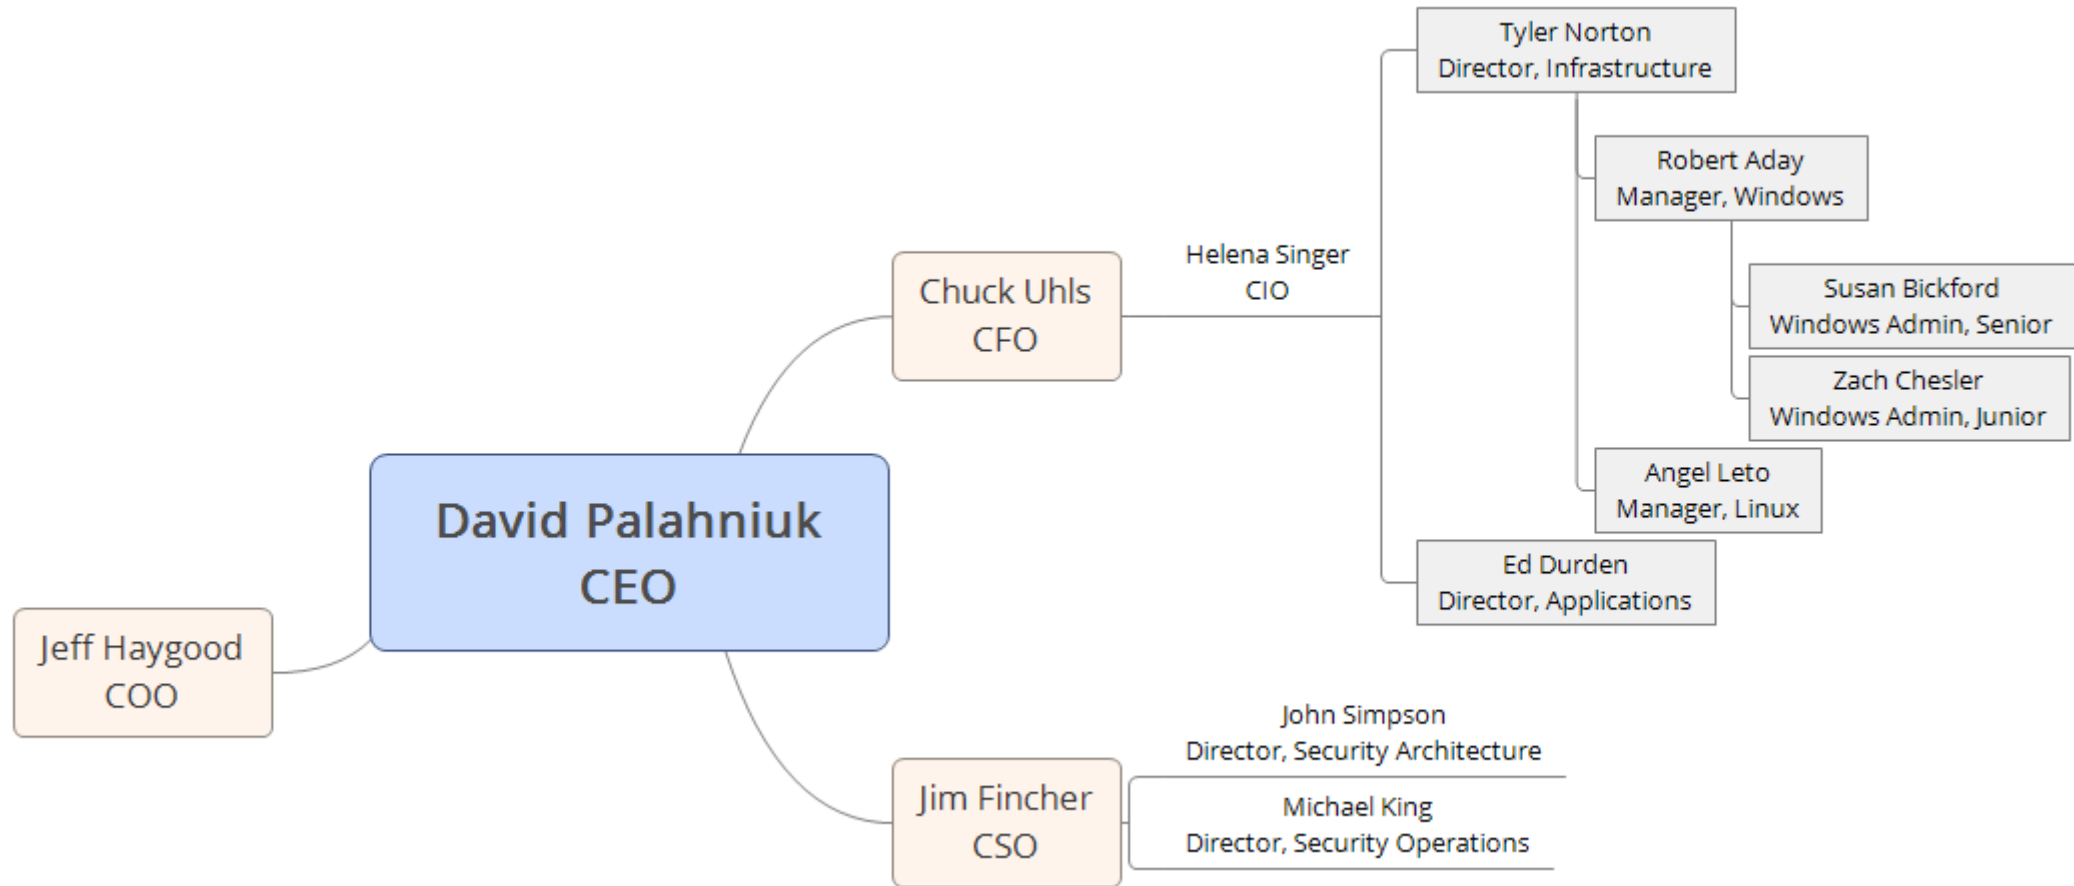 Tyler Norton
Director, Infrastructure
Robert Aday
Manager, Windows
Helena Singer
CIO
Chuck Uhls
CFO
Susan Bickford
Windows Admin, Senior
Zach Chesler
Windows Admin, Junior
Angel Leto
Manager, Linux
David Palahniuk
CEO
Ed Durden
Director, Applications
Jeff Haygood
COO
John Simpson
Director, Security Architecture
Jim Fincher
CSO
Michael King
Director, Security Operations